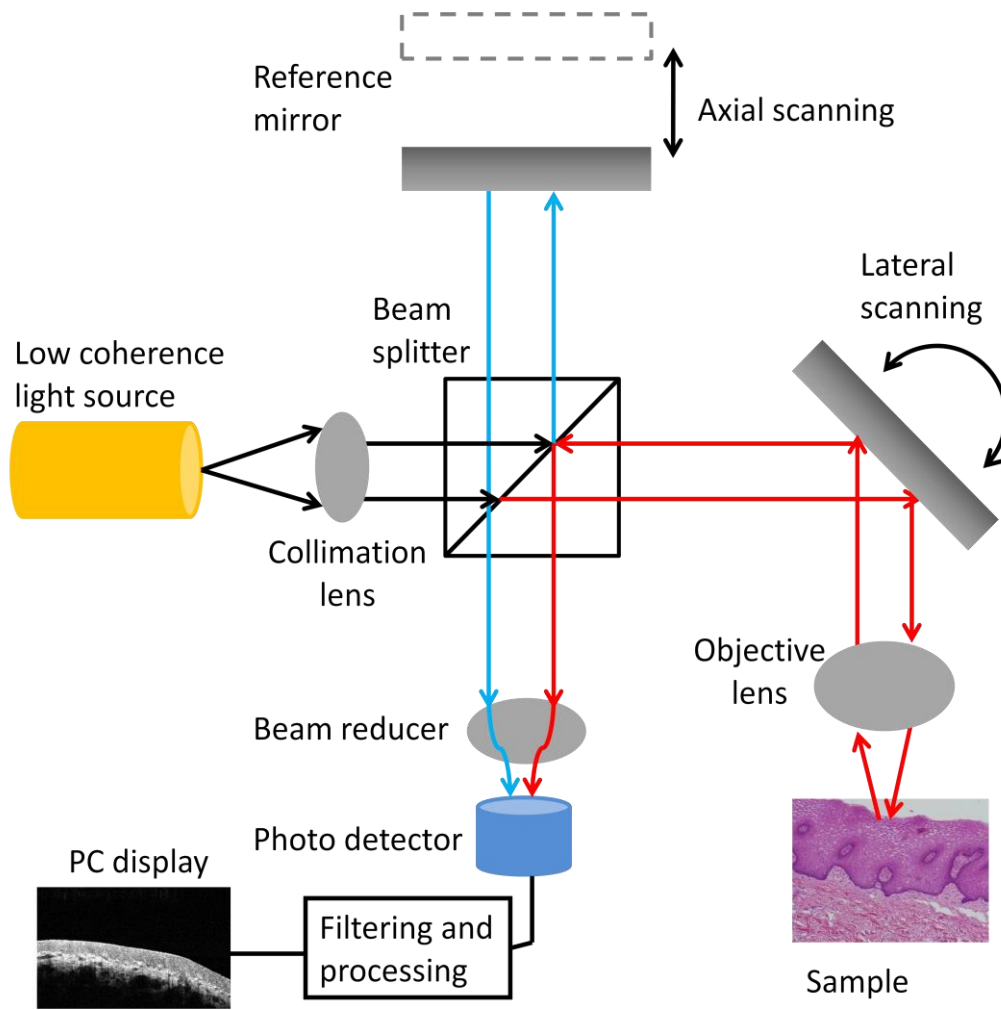 Reference
mirror
Axial scanning
Lateral
scanning
Beam
splitter
Low coherence
light source
Collimation
lens
Objective
lens
Beam reducer
Photo detector
PC display
Filtering and
processing
Sample